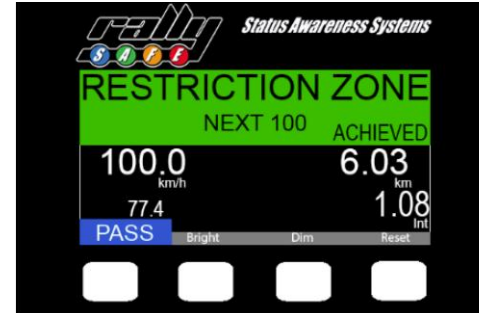 rally Status Awareness Systems
SAFE
RESTRICTION ZONE
NEXT 100 ACHIEVED
100.0 6.03
km/h km
77.4 1.08
Int
PASS Bright Dim Reset